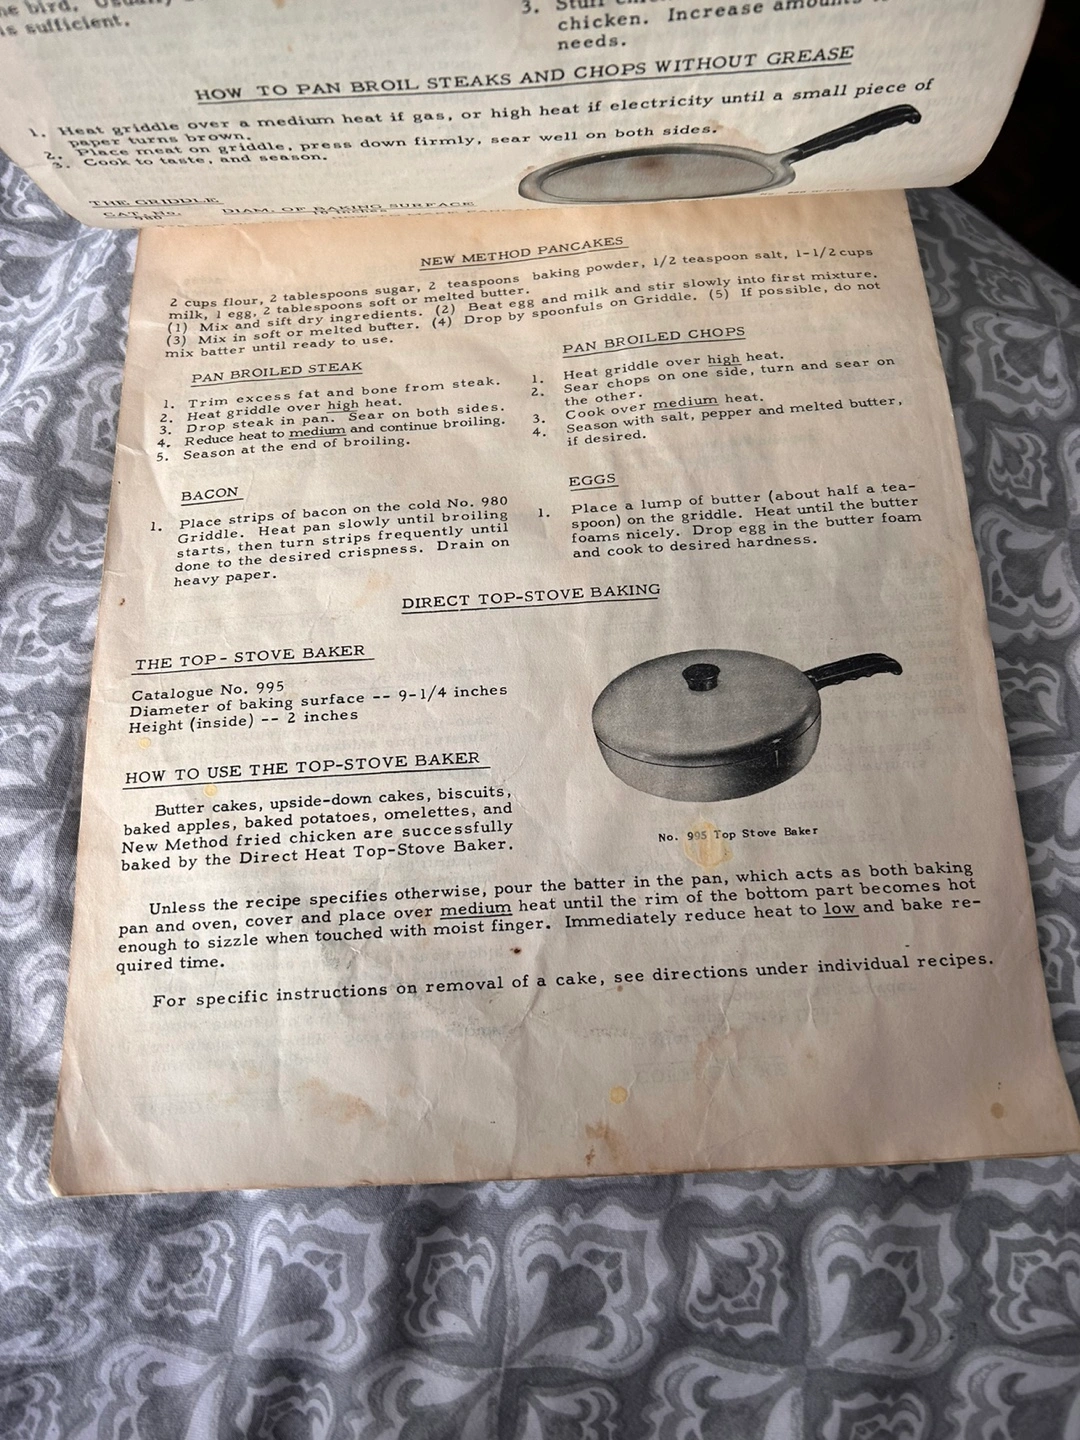 he bird.
is sufficient.
3. Stuff
chicken. Increase amounts
needs.
HOW TO PAN BROIL STEAKS AND CHOPS WITHOUT GREASE
1. Heat griddle over a medium heat if gas, or high heat if electricity until a small piece of
paper turns brown.
2. Place meat on griddle, press down firmly, sear well on both sides.
3. Cook to taste, and season.
THE GRIDDLE
CAT. No. DIAM. OF BAKING SURFACE
980
NEW METHOD PANCAKES
2 cups flour, 2 tablespoons sugar, 2 teaspoons baking powder, 1/2 teaspoon salt, 1-1/2 cups
milk, 1 egg, 2 tablespoons soft or melted butter.
(1) Mix and sift dry ingredients. (2) Beat egg and milk and stir slowly into first mixture.
(3) Mix in soft or melted butter. (4) Drop by spoonfuls on Griddle. (5) If possible, do not
mix batter until ready to use.
PAN BROILED STEAK
1. Trim excess fat and bone from steak.
2. Heat griddle over high heat.
3. Drop steak in pan. Sear on both sides.
4. Reduce heat to medium and continue broiling.
5. Season at the end of broiling.
PAN BROILED CHOPS
1. Heat griddle over high heat.
2. Sear chops on one side, turn and sear on
the other.
3. Cook over medium heat.
4. Season with salt, pepper and melted butter,
if desired.
BACON
1. Place strips of bacon on the cold No. 980
Griddle. Heat pan slowly until broiling
starts, then turn strips frequently until
done to the desired crispness. Drain on
heavy paper.
EGGS
1. Place a lump of butter (about half a tea-
spoon) on the griddle. Heat until the butter
foams nicely. Drop egg in the butter foam
and cook to desired hardness.
DIRECT TOP-STOVE BAKING
THE TOP-STOVE BAKER
Catalogue No. 995
Diameter of baking surface -- 9-1/4 inches
Height (inside) -- 2 inches
HOW TO USE THE TOP-STOVE BAKER
Butter cakes, upside-down cakes, biscuits,
baked apples, baked potatoes, omelettes, and
New Method fried chicken are successfully
baked by the Direct Heat Top-Stove Baker.
No. 995 Top Stove Baker
Unless the recipe specifies otherwise, pour the batter in the pan, which acts as both baking
pan and oven, cover and place over medium heat until the rim of the bottom part becomes hot
enough to sizzle when touched with moist finger. Immediately reduce heat to low and bake re-
quired time.
For specific instructions on removal of a cake, see directions under individual recipes.